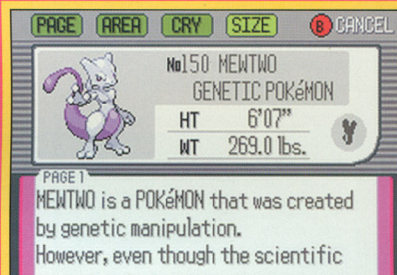 PAGE AREA CRY SIZE B CANCEL
No150 MEWTWO
GENETIC POKéMON
HT 6'07"
WT 269.0 lbs.
PAGE 1
MEWTWO is a POKéMON that was created
by genetic manipulation.
However, even though the scientific